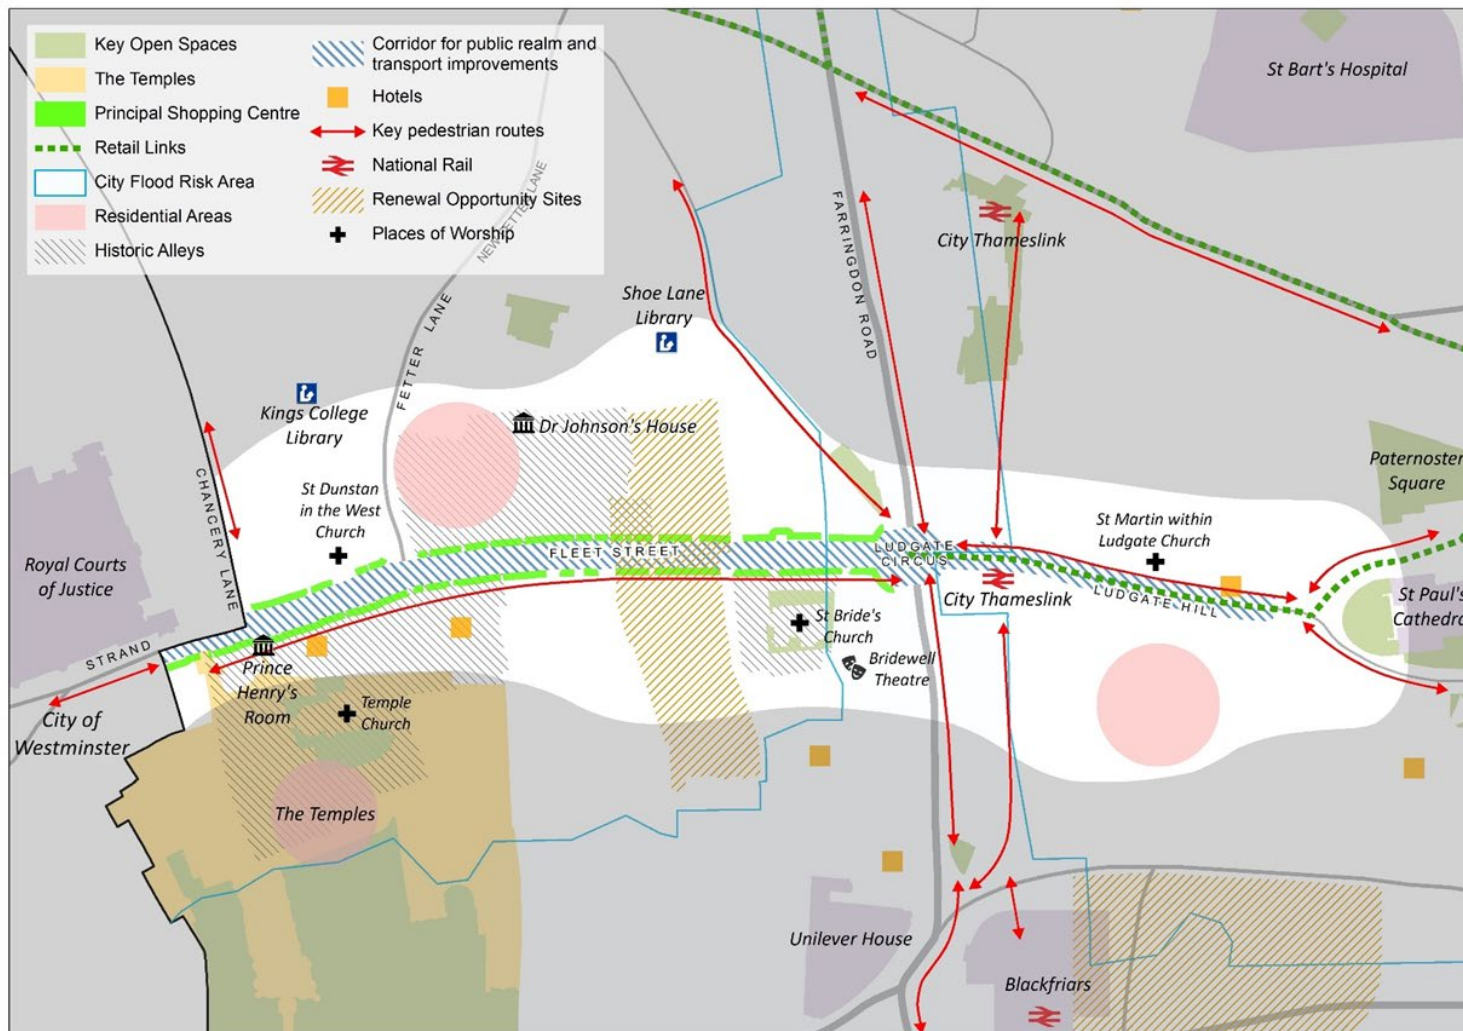 Key Open Spaces
The Temples
Principal Shopping Centre
Retail Links
City Flood Risk Area
Residential Areas
Historic Alleys
Corridor for public realm and
transport improvements
Hotels
Key pedestrian routes
National Rail
Renewal Opportunity Sites
Places of Worship
St Bart's Hospital
NEW FETTER LANE
FARRINGDON ROAD
City Thameslink
Shoe Lane
Library
FETTER LANE
Kings College
Library
Dr Johnson's House
CHANCERY LANE
St Dunstan
in the West
Church
Paternoster
Square
Royal Courts
of Justice
FLEET STREET
LUDGATE
CIRCUS
St Martin within
Ludgate Church
City Thameslink
LUDGATE HILL
St Paul's
Cathedra
STRAND
St Bride's
Church
Bridewell
Theatre
Prince
Henry's
Room
Temple
Church
City of
Westminster
The Temples
Unilever House
Blackfriars